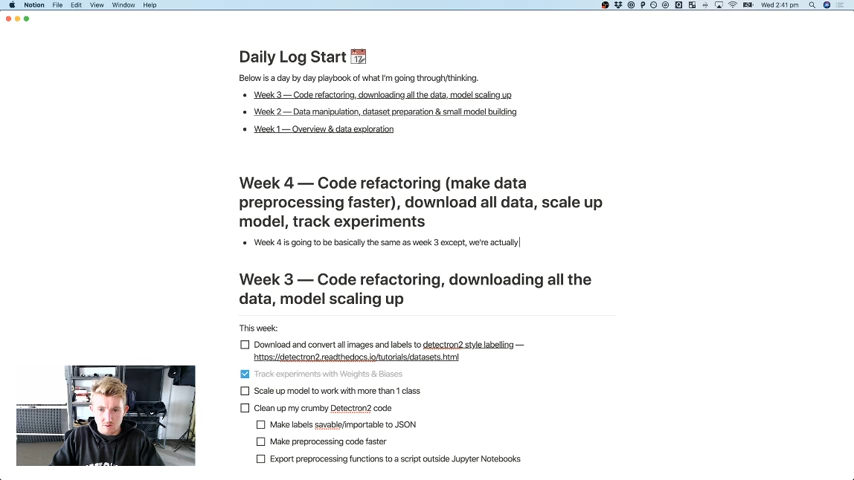 Notion File Edit View Window Help
Wed 2:41 pm
Daily Log Start
Below is a day by day playbook of what I'm going through/thinking.
Week 3 — Code refactoring, downloading all the data, model scaling up
Week 2 — Data manipulation, dataset preparation & small model building
Week 1 — Overview & data exploration
Week 4 — Code refactoring (make data
preprocessing faster), download all data, scale up
model, track experiments
Week 4 is going to be basically the same as week 3 except, we're actually
Week 3 — Code refactoring, downloading all the
data, model scaling up
This week:
Download and convert all images and labels to detectron2 style labelling —
https://detectron2.readthedocs.io/tutorials/datasets.html
Track experiments with Weights & Biases
Scale up model to work with more than 1 class
Clean up my crumby Detectron2 code
Make labels savable/importable to JSON
Make preprocessing code faster
Export preprocessing functions to a script outside Jupyter Notebooks